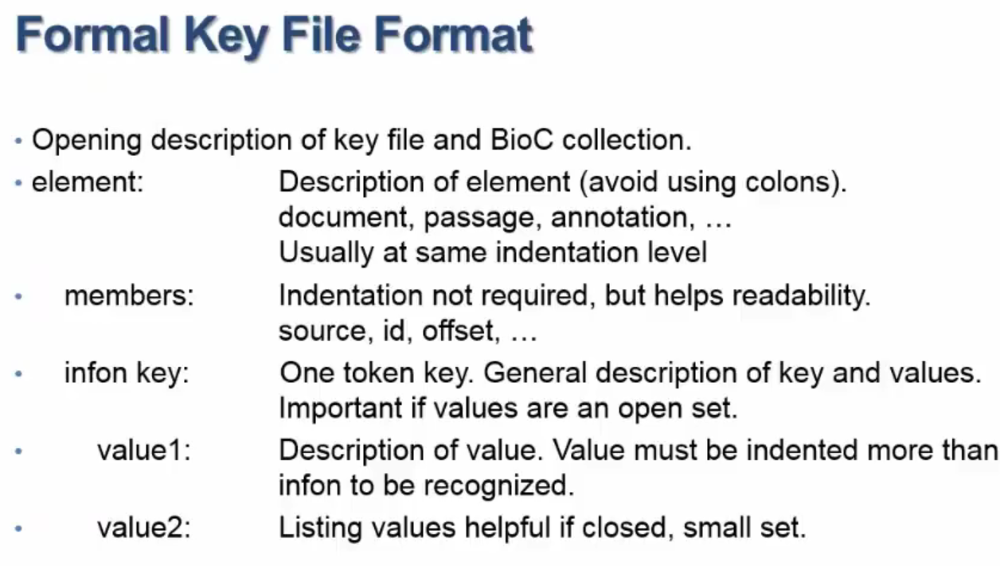 Formal Key File Format
• Opening description of key file and BioC collection.
• element: Description of element (avoid using colons).
document, passage, annotation, …
Usually at same indentation level
• members: Indentation not required, but helps readability.
source, id, offset, …
• infon key: One token key. General description of key and values.
Important if values are an open set.
• value1: Description of value. Value must be indented more than
infon to be recognized.
• value2: Listing values helpful if closed, small set.